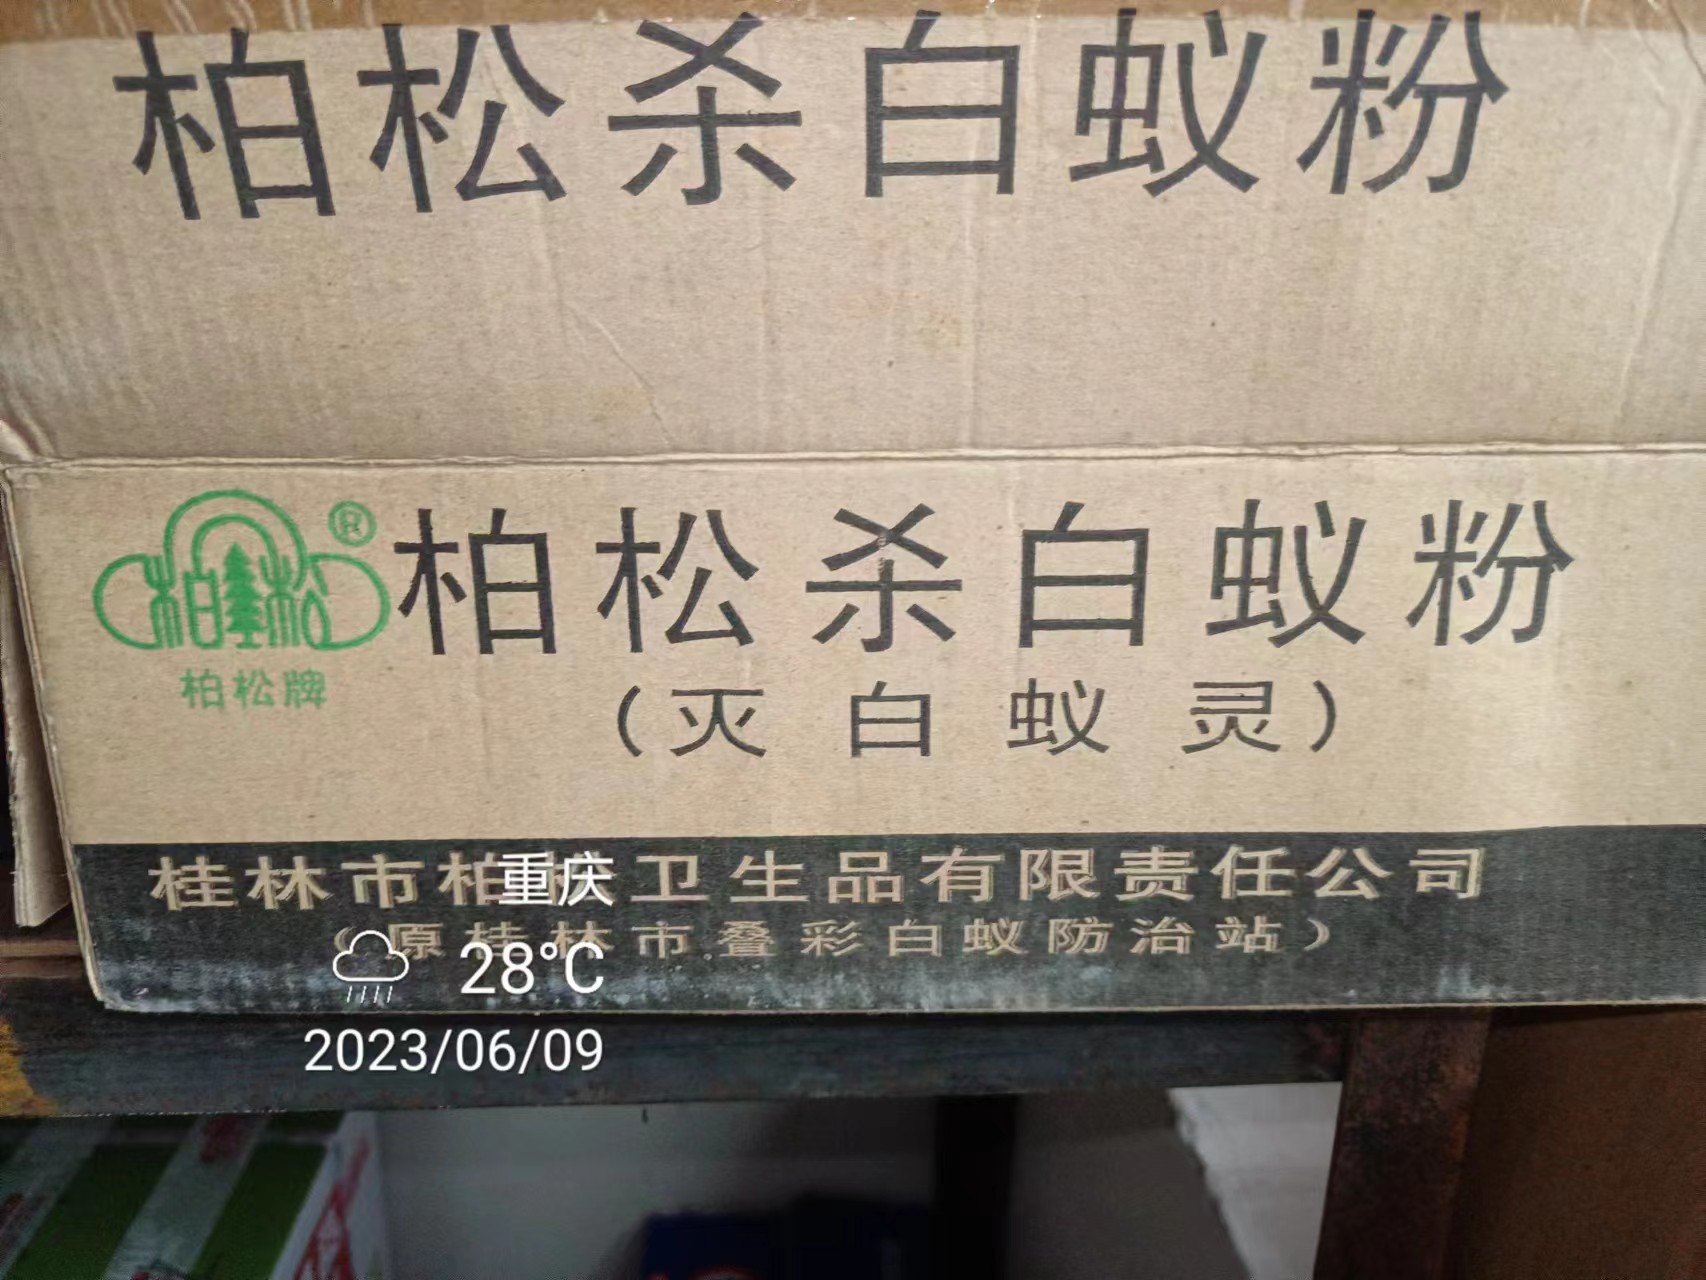 柏松杀白蚁粉
®
柏松
柏松牌
柏松杀白蚁粉
(灭白蚁灵)
桂林市柏 卫生品有限责任公司
(原桂林市叠彩白蚁防治站)
重庆
28°C
2023/06/09